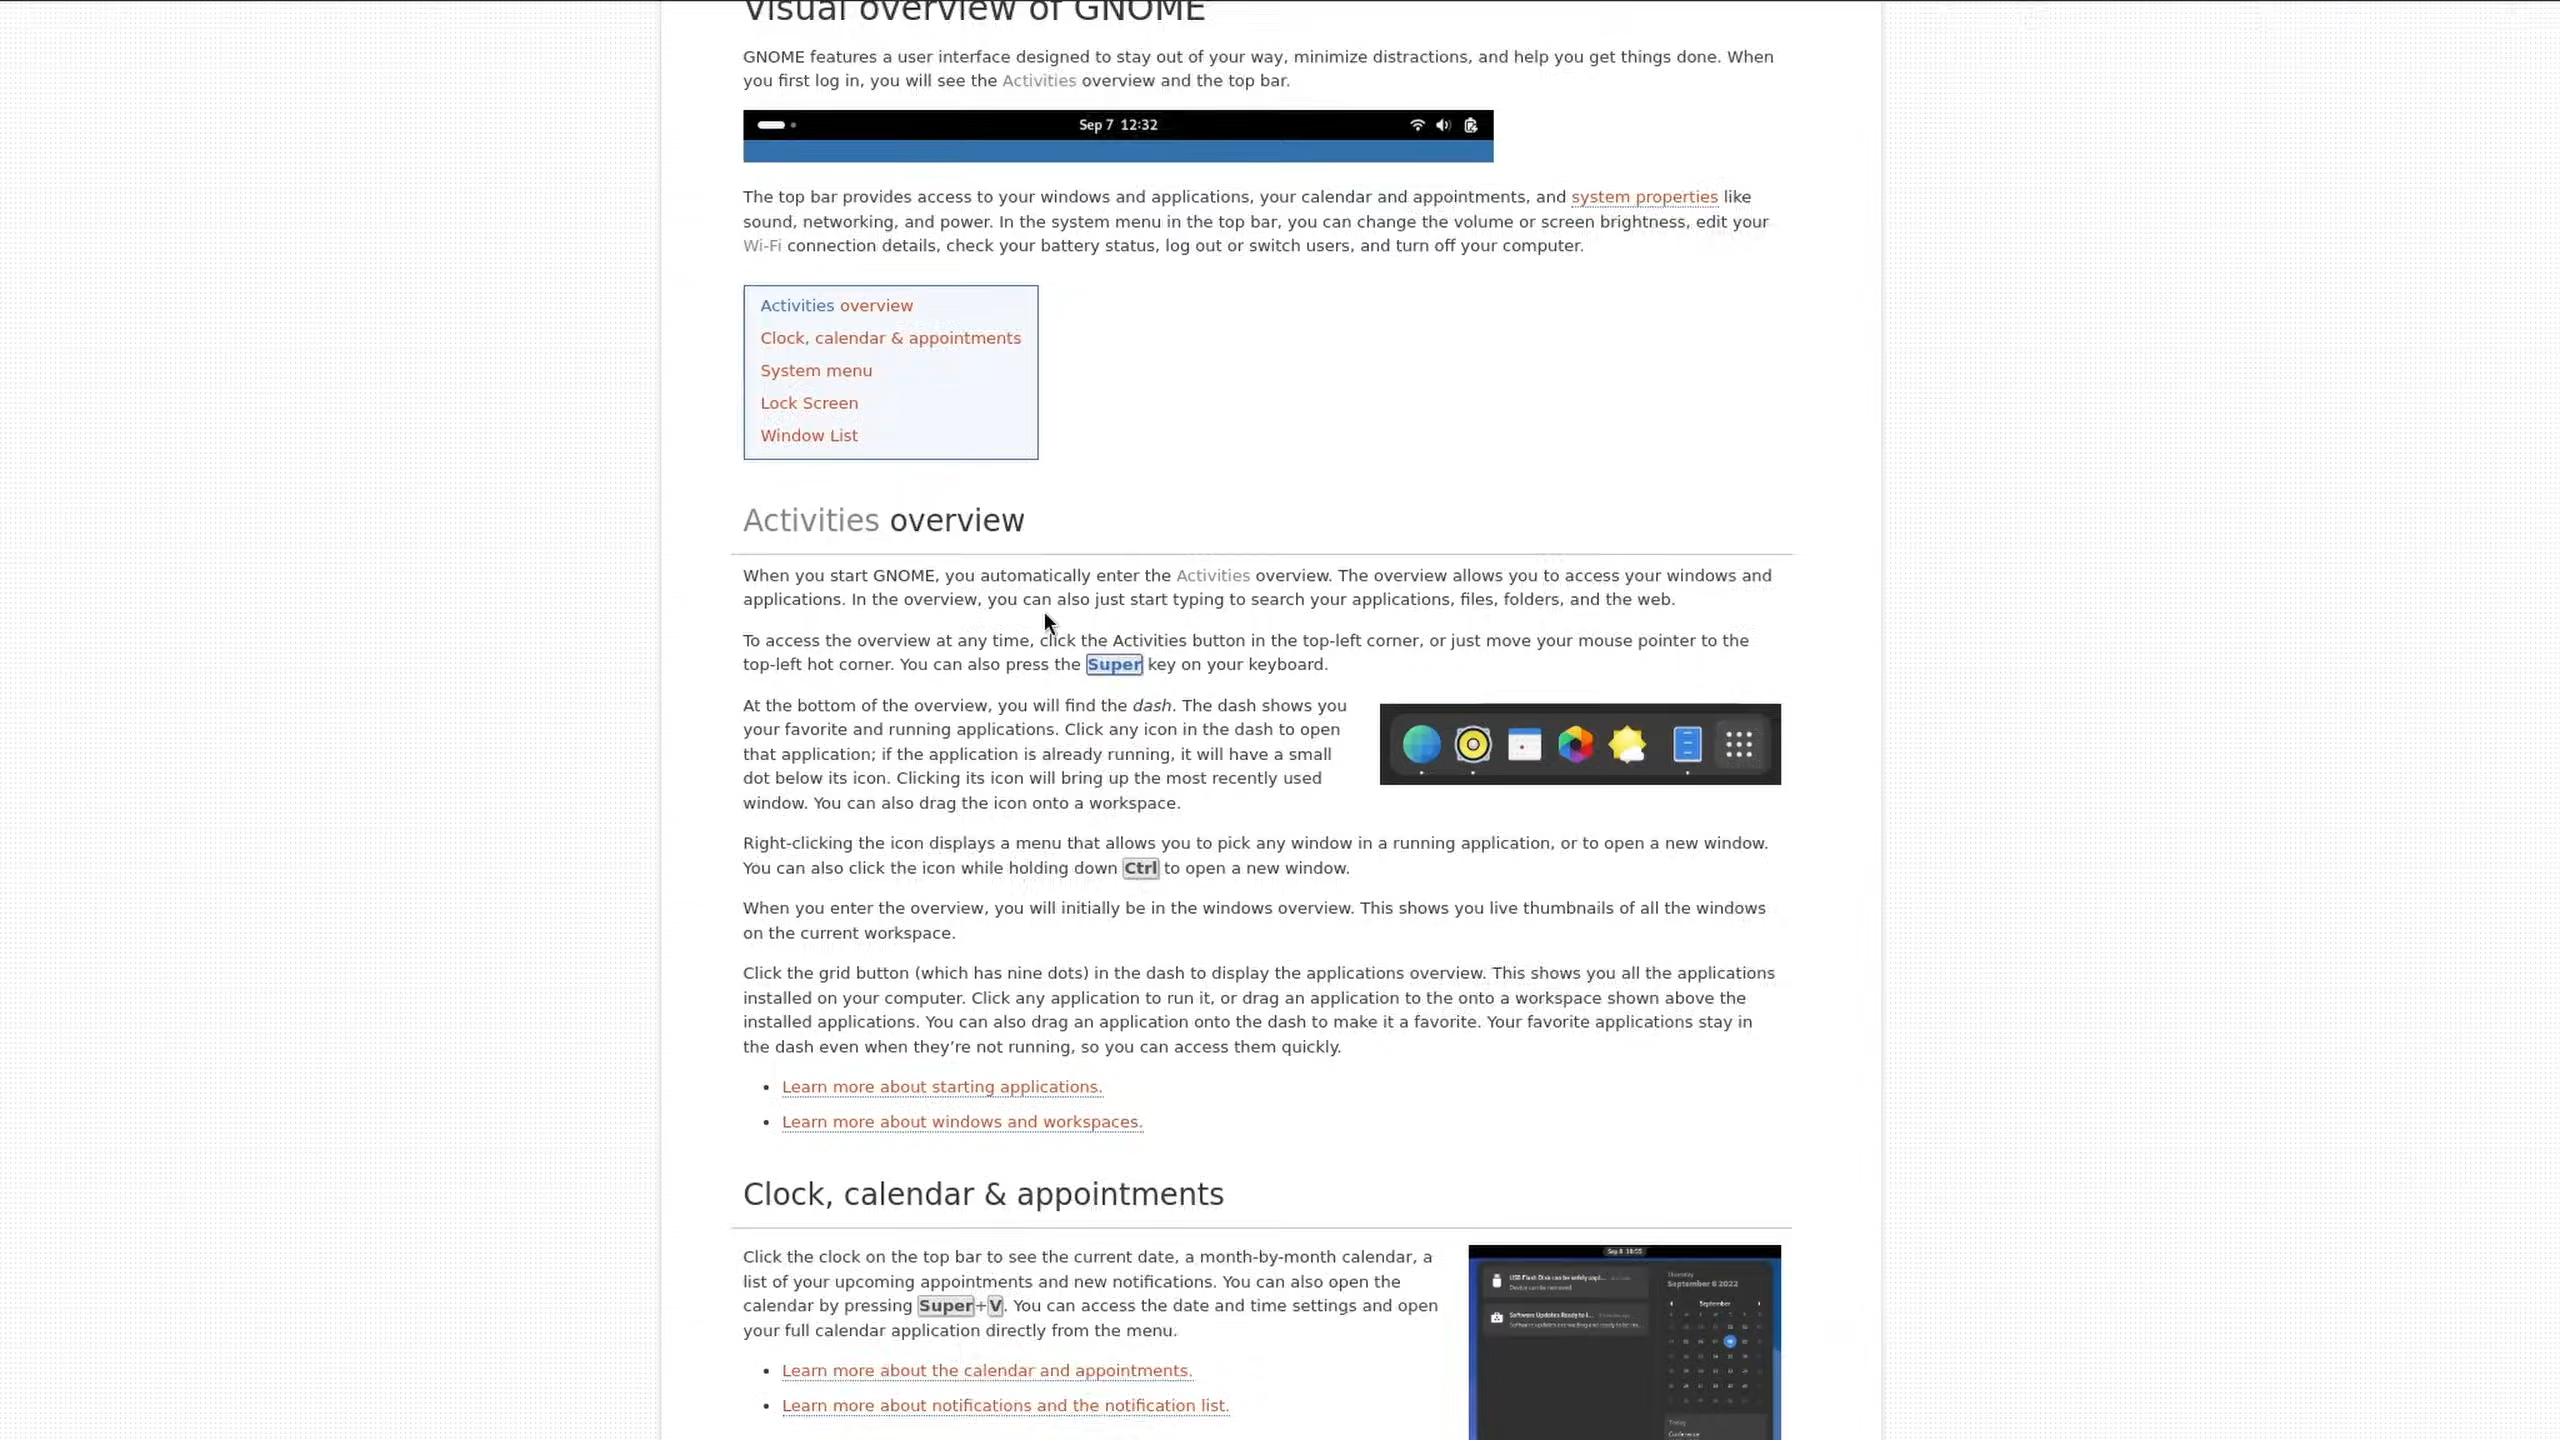 Visual overview of GNOME
GNOME features a user interface designed to stay out of your way, minimize distractions, and help you get things done. When
you first log in, you will see the Activities overview and the top bar.
Sep 7 12:32
The top bar provides access to your windows and applications, your calendar and appointments, and system properties like
sound, networking, and power. In the system menu in the top bar, you can change the volume or screen brightness, edit your
Wi-Fi connection details, check your battery status, log out or switch users, and turn off your computer.
Activities overview
Clock, calendar & appointments
System menu
Lock Screen
Window List
Activities overview
When you start GNOME, you automatically enter the Activities overview. The overview allows you to access your windows and
applications. In the overview, you can also just start typing to search your applications, files, folders, and the web.
To access the overview at any time, click the Activities button in the top-left corner, or just move your mouse pointer to the
top-left hot corner. You can also press the Super key on your keyboard.
At the bottom of the overview, you will find the dash. The dash shows you
your favorite and running applications. Click any icon in the dash to open
that application; if the application is already running, it will have a small
dot below its icon. Clicking its icon will bring up the most recently used
window. You can also drag the icon onto a workspace.
Right-clicking the icon displays a menu that allows you to pick any window in a running application, or to open a new window.
You can also click the icon while holding down Ctrl to open a new window.
When you enter the overview, you will initially be in the windows overview. This shows you live thumbnails of all the windows
on the current workspace.
Click the grid button (which has nine dots) in the dash to display the applications overview. This shows you all the applications
installed on your computer. Click any application to run it, or drag an application to the onto a workspace shown above the
installed applications. You can also drag an application onto the dash to make it a favorite. Your favorite applications stay in
the dash even when they’re not running, so you can access them quickly.
• Learn more about starting applications.
• Learn more about windows and workspaces.
Clock, calendar & appointments
Click the clock on the top bar to see the current date, a month-by-month calendar, a
list of your upcoming appointments and new notifications. You can also open the
calendar by pressing Super+V. You can access the date and time settings and open
your full calendar application directly from the menu.
• Learn more about the calendar and appointments.
• Learn more about notifications and the notification list.
USB Flash Disk can be safely
Device can be removed
Software Updates Ready to
Thursday
September 8 2022
September
Today